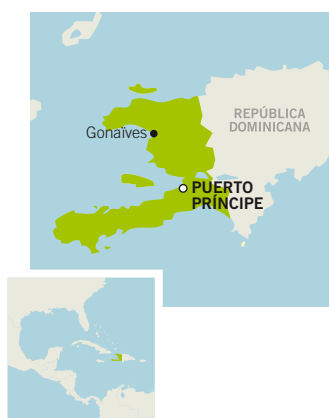 REPÚBLICA
DOMINICANA
Gonaïves
PUERTO
PRÍNCIPE